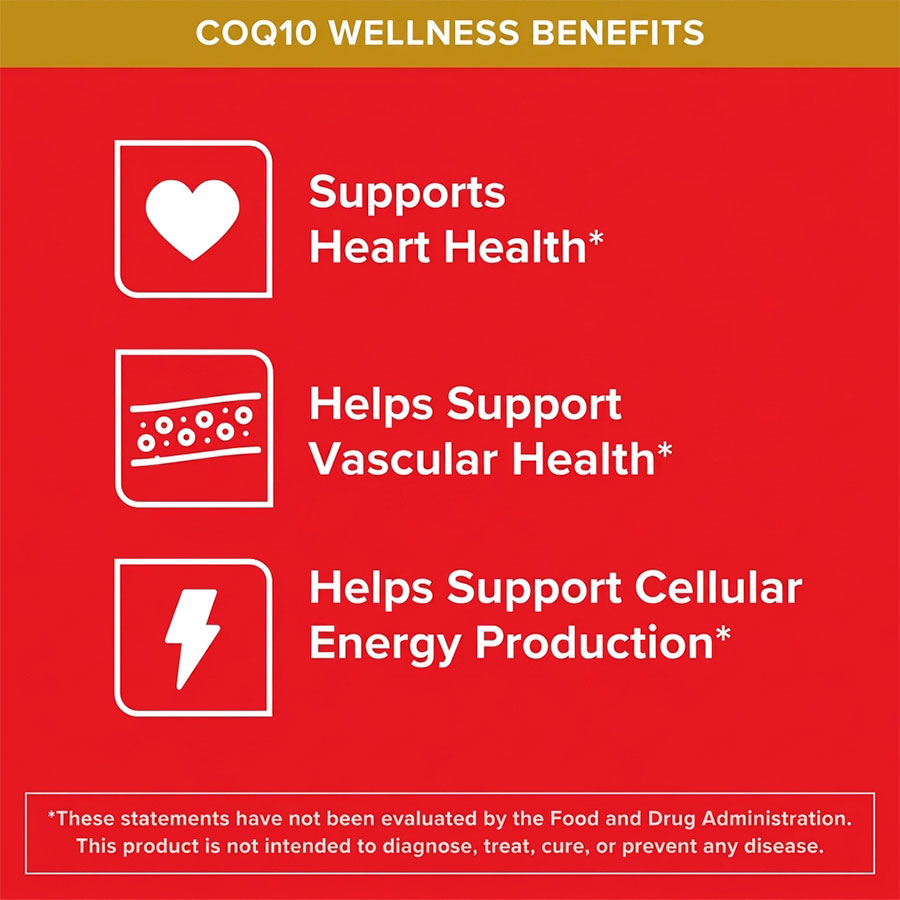 COQ10 WELLNESS BENEFITS
Supports
Heart Health*
Helps Support
Vascular Health*
Helps Support Cellular
Energy Production*
*These statements have not been evaluated by the Food and Drug Administration.
This product is not intended to diagnose, treat, cure, or prevent any disease.